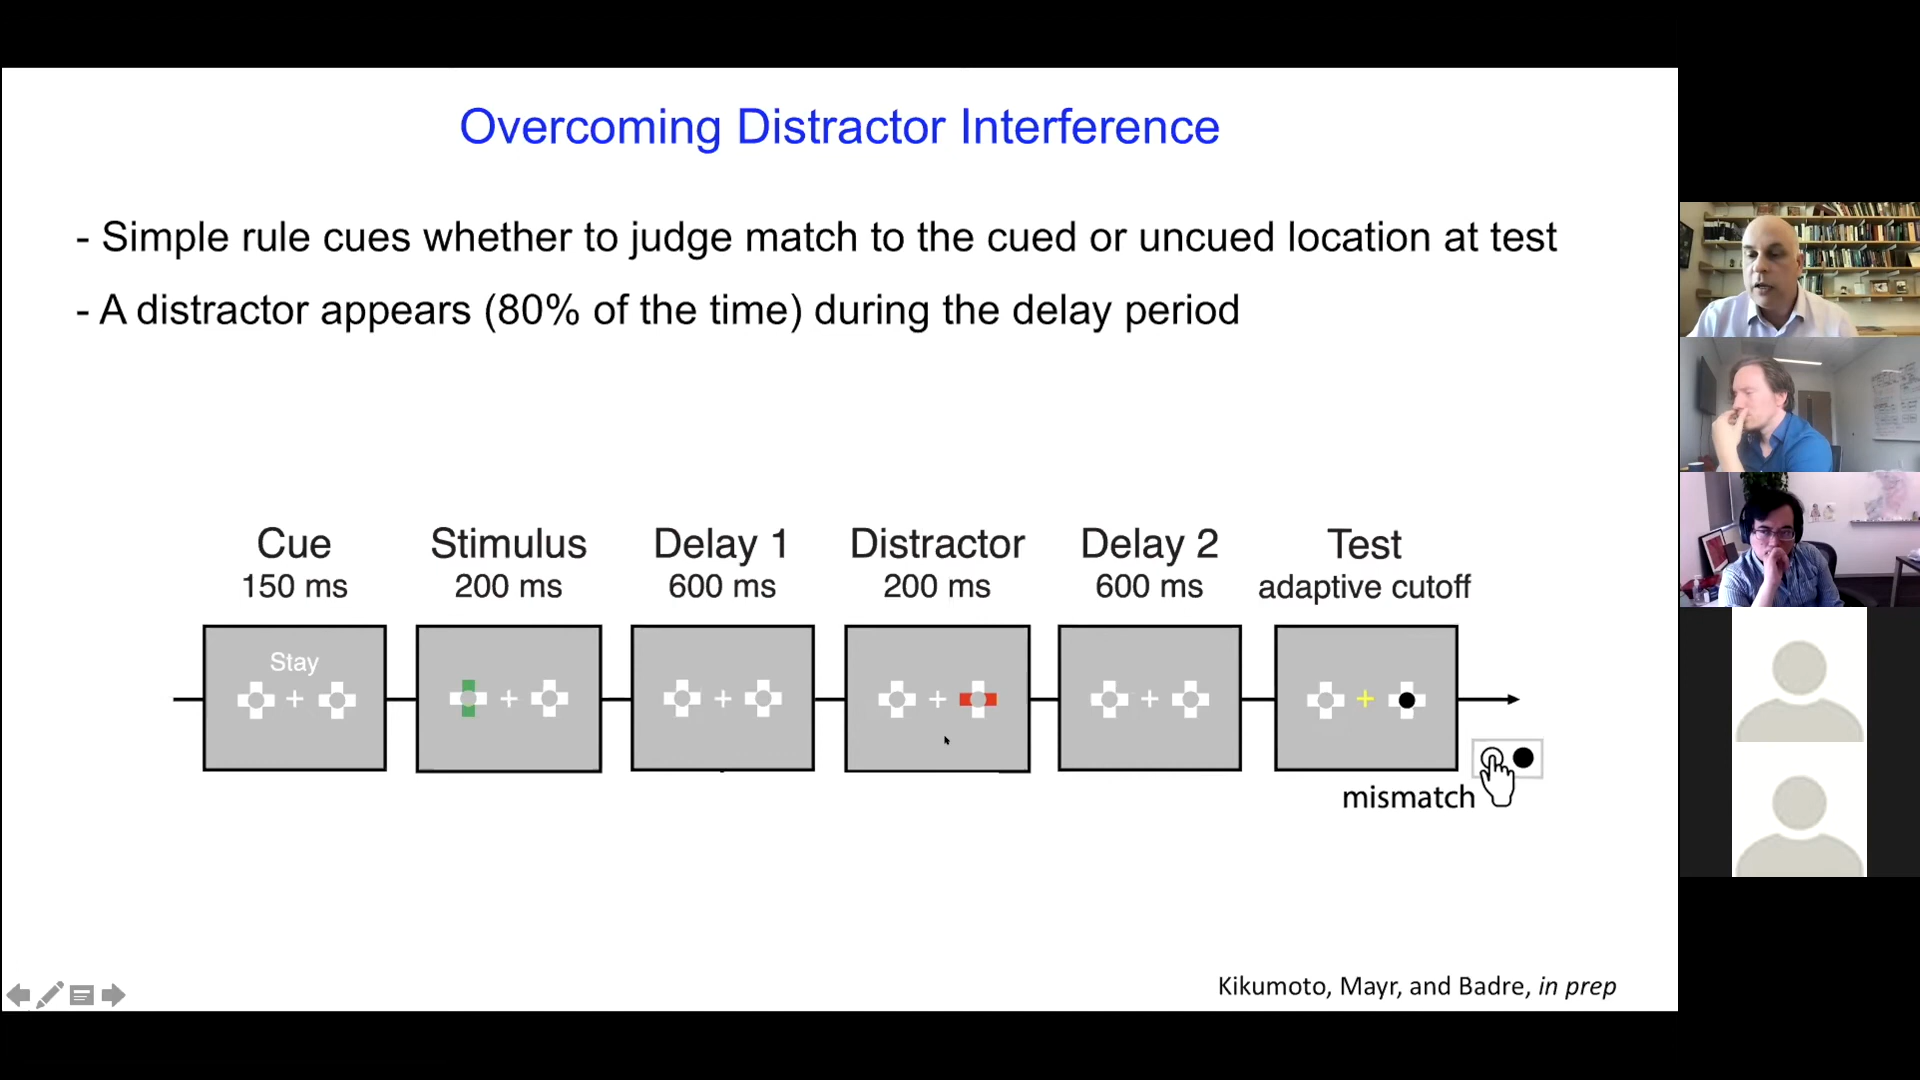 Overcoming Distractor Interference
- Simple rule cues whether to judge match to the cued or uncued location at test
- A distractor appears (80% of the time) during the delay period
Cue Stimulus Delay 1 Distractor Delay 2 Test
150 ms 200 ms 600 ms 200 ms 600 ms adaptive cutoff
Stay
mismatch
Kikumoto, Mayr, and Badre, in prep